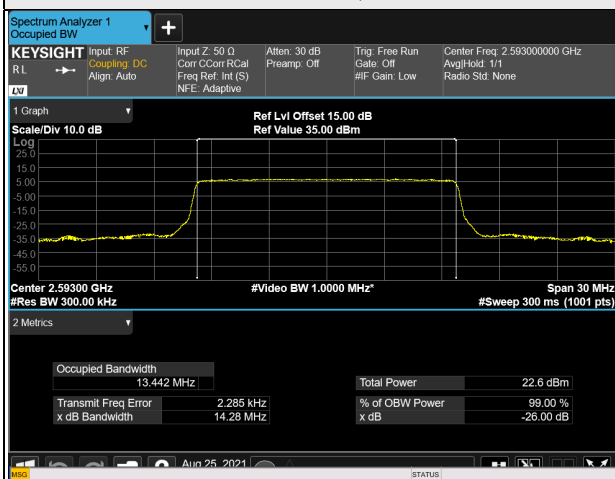 Spectrum Analyzer 1
Occupied BW
KEYSIGHT
R L
LXI
Input: RF
Coupling: DC
Align: Auto
Input Z: 50 Ω
Corr CCorr RCal
Freq Ref: Int (S)
NFE: Adaptive
Atten: 30 dB
Preamp: Off
Trig: Free Run
Gate: Off
#IF Gain: Low
Center Freq: 2.593000000 GHz
Avg|Hold: 1/1
Radio Std: None
1 Graph
Scale/Div 10.0 dB
Ref Lvl Offset 15.00 dB
Ref Value 35.00 dBm
Log
25.0
15.0
5.00
-5.00
-15.0
-25.0
-35.0
-45.0
-55.0
Center 2.59300 GHz
#Video BW 1.0000 MHz*
Span 30 MHz
#Res BW 300.00 kHz
#Sweep 300 ms (1001 pts)
2 Metrics
Occupied Bandwidth
13.442 MHz
Total Power 22.6 dBm
Transmit Freq Error 2.285 kHz
% of OBW Power 99.00 %
x dB Bandwidth 14.28 MHz
x dB -26.00 dB
Aug 25, 2021
MSG
STATUS